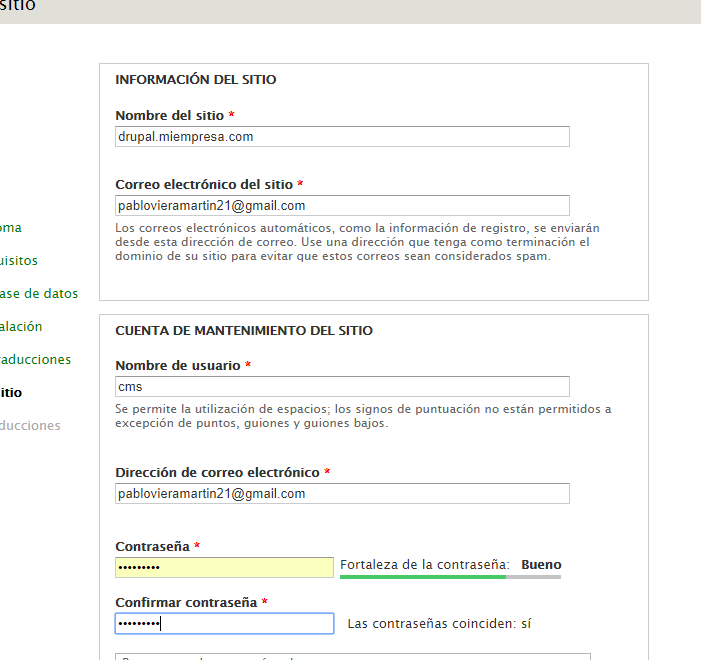 sitio
INFORMACIÓN DEL SITIO
Nombre del sitio *
drupal.miempresa.com
Correo electrónico del sitio *
pablovieramartin21@gmail.com
Los correos electrónicos automáticos, como la información de registro, se enviarán
desde esta dirección de correo. Use una dirección que tenga como terminación el
dominio de su sitio para evitar que estos correos sean considerados spam.
oma
uisitos
ase de datos
alación
raducciones
itio
ducciones
CUENTA DE MANTENIMIENTO DEL SITIO
Nombre de usuario *
cms
Se permite la utilización de espacios; los signos de puntuación no están permitidos a
excepción de puntos, guiones y guiones bajos.
Dirección de correo electrónico *
pablovieramartin21@gmail.com
Contraseña *
•••••••••
Fortaleza de la contraseña: Bueno
Confirmar contraseña *
•••••••••
Las contraseñas coinciden: sí